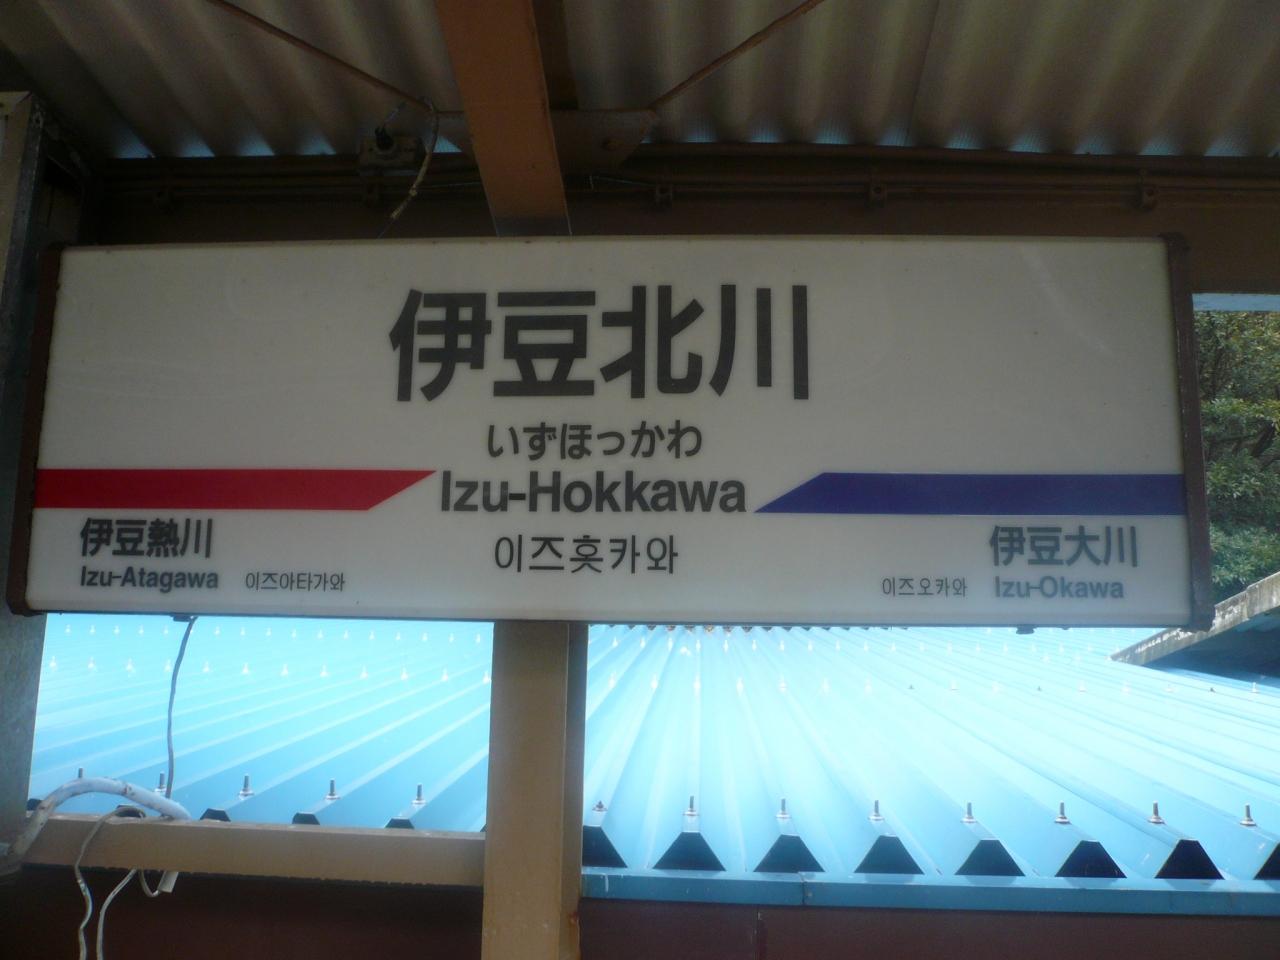 伊豆北川
いずほっかわ
Izu-Hokkawa
이즈홋카와
伊豆熱川
Izu-Atagawa 이즈아타가와
伊豆大川
이즈오카와 Izu-Okawa